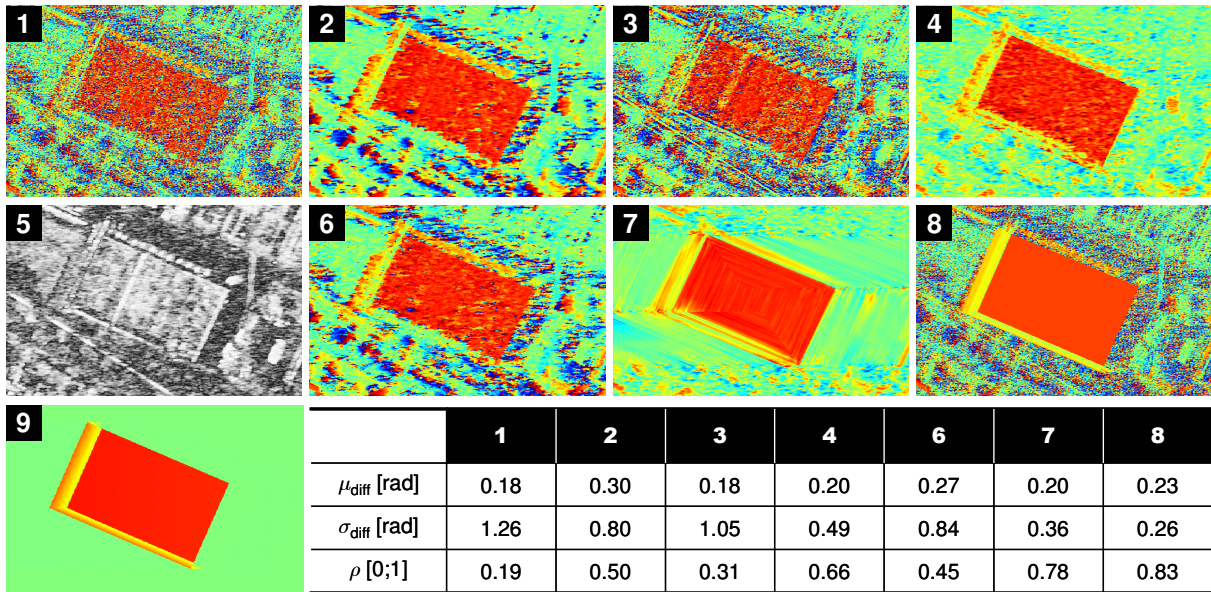 1 2 3 4
5 6 7 8
9
1 2 3 4 6 7 8
μdiff [rad] 0.18 0.30 0.18 0.20 0.27 0.20 0.23
σdiff [rad] 1.26 0.80 1.05 0.49 0.84 0.36 0.26
ρ [0;1] 0.19 0.50 0.31 0.66 0.45 0.78 0.83